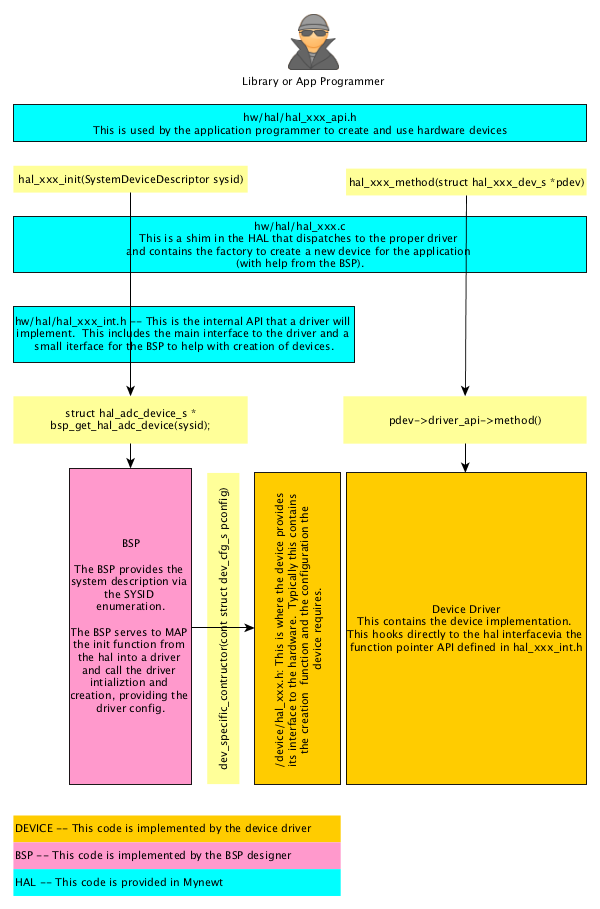 Library or App Programmer
hw/hal/hal_xxx_api.h
This is used by the application programmer to create and use hardware devices
hal_xxx_init(SystemDeviceDescriptor sysid)
hal_xxx_method(struct hal_xxx_dev_s *pdev)
hw/hal/hal_xxx.c
This is a shim in the HAL that dispatches to the proper driver
and contains the factory to create a new device for the application
(with help from the BSP).
hw/hal/hal_xxx_int.h -- This is the internal API that a driver will
implement.  This includes the main interface to the driver and a
small iterface for the BSP to help with creation of devices.
struct hal_adc_device_s *
bsp_get_hal_adc_device(sysid);
pdev->driver_api->method()
BSP
The BSP provides the
system description via
the SYSID
enumeration.
The BSP serves to MAP
the init function from
the hal into a driver
and call the driver
intializtion and
creation, providing the
driver config.
dev_specific_contructor(cont struct dev_cfg_s pconfig)
/device/hal_xxx.h: This is where the device provides
its interface to the hardware.  Typically this contains
the creation  function and the configuration the
device requires.
Device Driver
This contains the device implementation.
This hooks directly to the hal interfacevia the
function pointer API defined in hal_xxx_int.h
DEVICE -- This code is implemented by the device driver
BSP -- This code is implemented by the BSP designer
HAL -- This code is provided in Mynewt